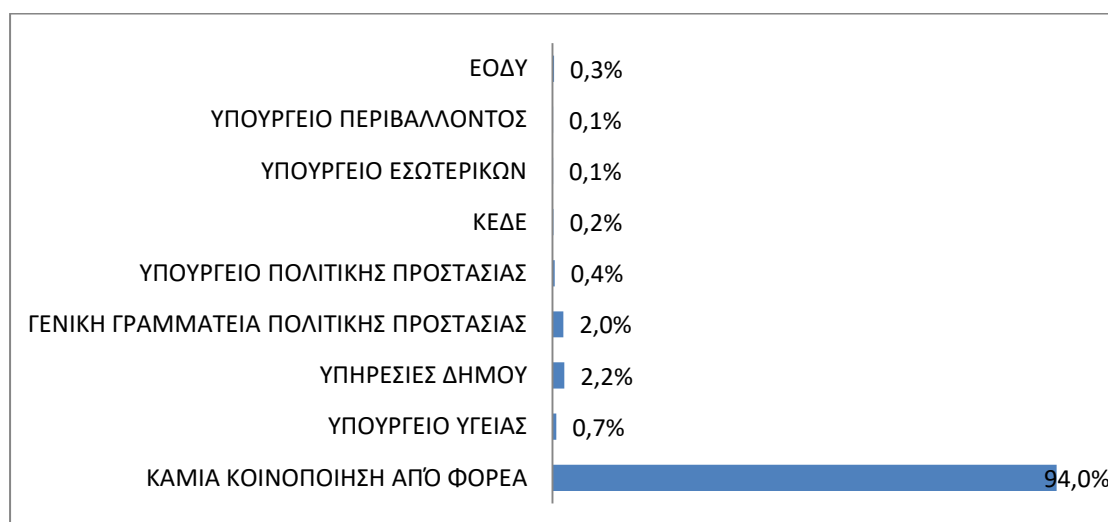 ΕΟΔΥ 0,3%
ΥΠΟΥΡΓΕΙΟ ΠΕΡΙΒΑΛΛΟΝΤΟΣ 0,1%
ΥΠΟΥΡΓΕΙΟ ΕΣΩΤΕΡΙΚΩΝ 0,1%
ΚΕΔΕ 0,2%
ΥΠΟΥΡΓΕΙΟ ΠΟΛΙΤΙΚΗΣ ΠΡΟΣΤΑΣΙΑΣ 0,4%
ΓΕΝΙΚΗ ΓΡΑΜΜΑΤΕΙΑ ΠΟΛΙΤΙΚΗΣ ΠΡΟΣΤΑΣΙΑΣ 2,0%
ΥΠΗΡΕΣΙΕΣ ΔΗΜΟΥ 2,2%
ΥΠΟΥΡΓΕΙΟ ΥΓΕΙΑΣ 0,7%
ΚΑΜΙΑ ΚΟΙΝΟΠΟΙΗΣΗ ΑΠΌ ΦΟΡΕΑ 94,0%